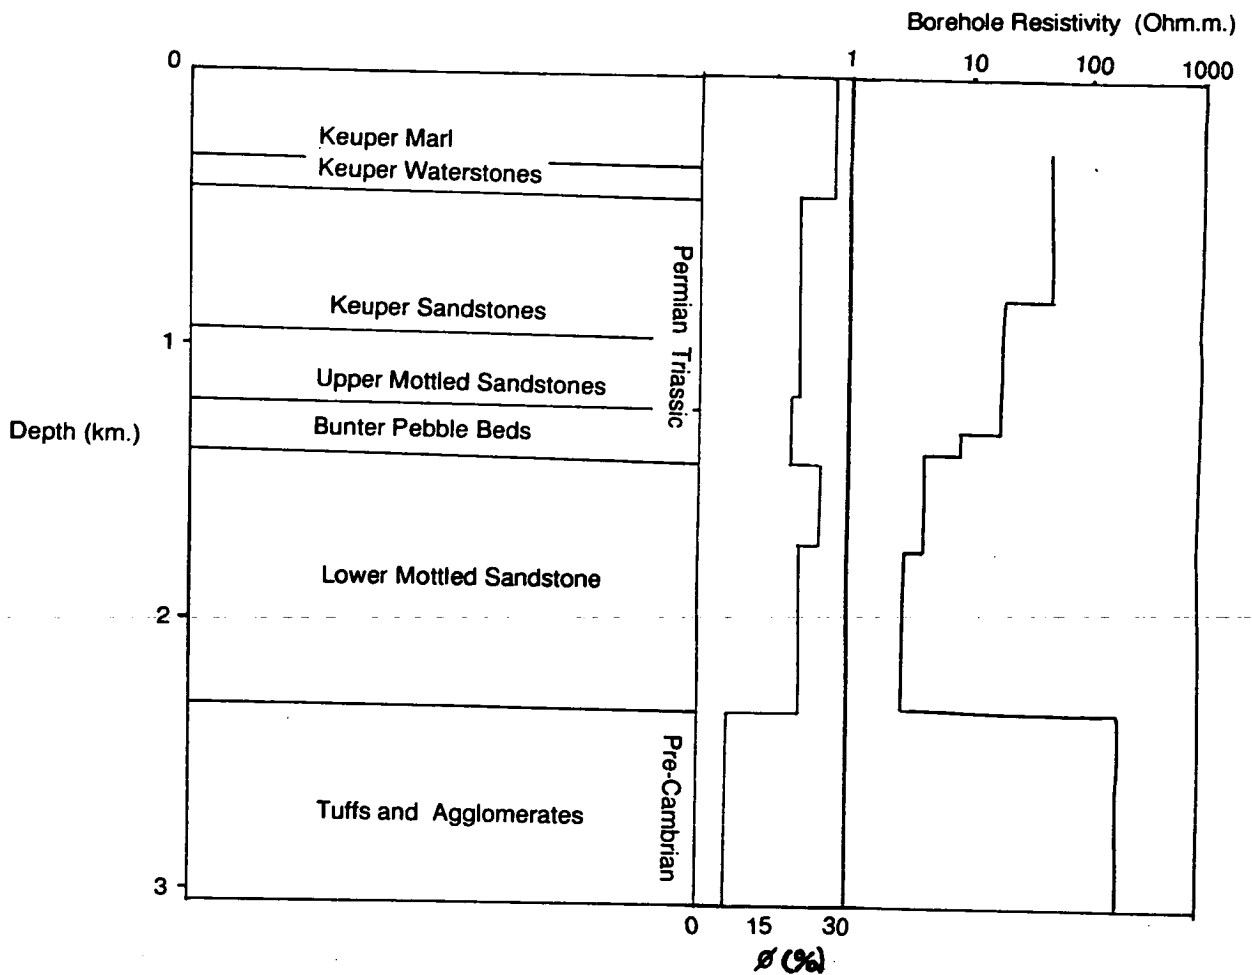 Borehole Resistivity (Ohm.m.)
0
1
10
100
1000
Keuper Marl
Keuper Waterstones
Keuper Sandstones
1
Upper Mottled Sandstones
Bunter Pebble Beds
Permian Triassic
Depth (km.)
Lower Mottled Sandstone
2
Tuffs and Agglomerates
Pre-Cambrian
3
0
15
30
ø (%)